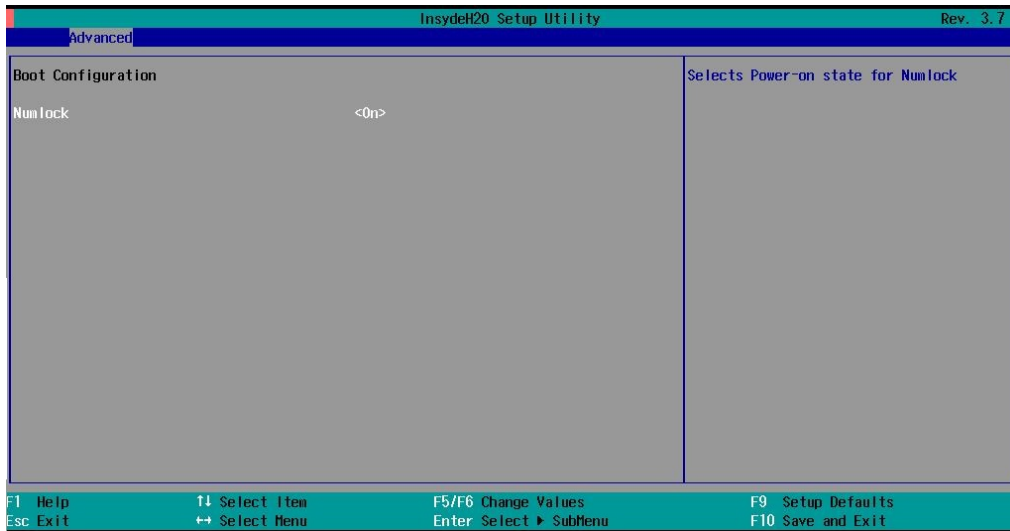 InsydeH20 Setup Utility Rev. 3.7
Advanced
Boot Configuration
Numlock <On>
Selects Power-on state for Numlock
F1 Help ↑↓ Select Item F5/F6 Change Values F9 Setup Defaults
Esc Exit ↔ Select Menu Enter Select ▶ SubMenu F10 Save and Exit